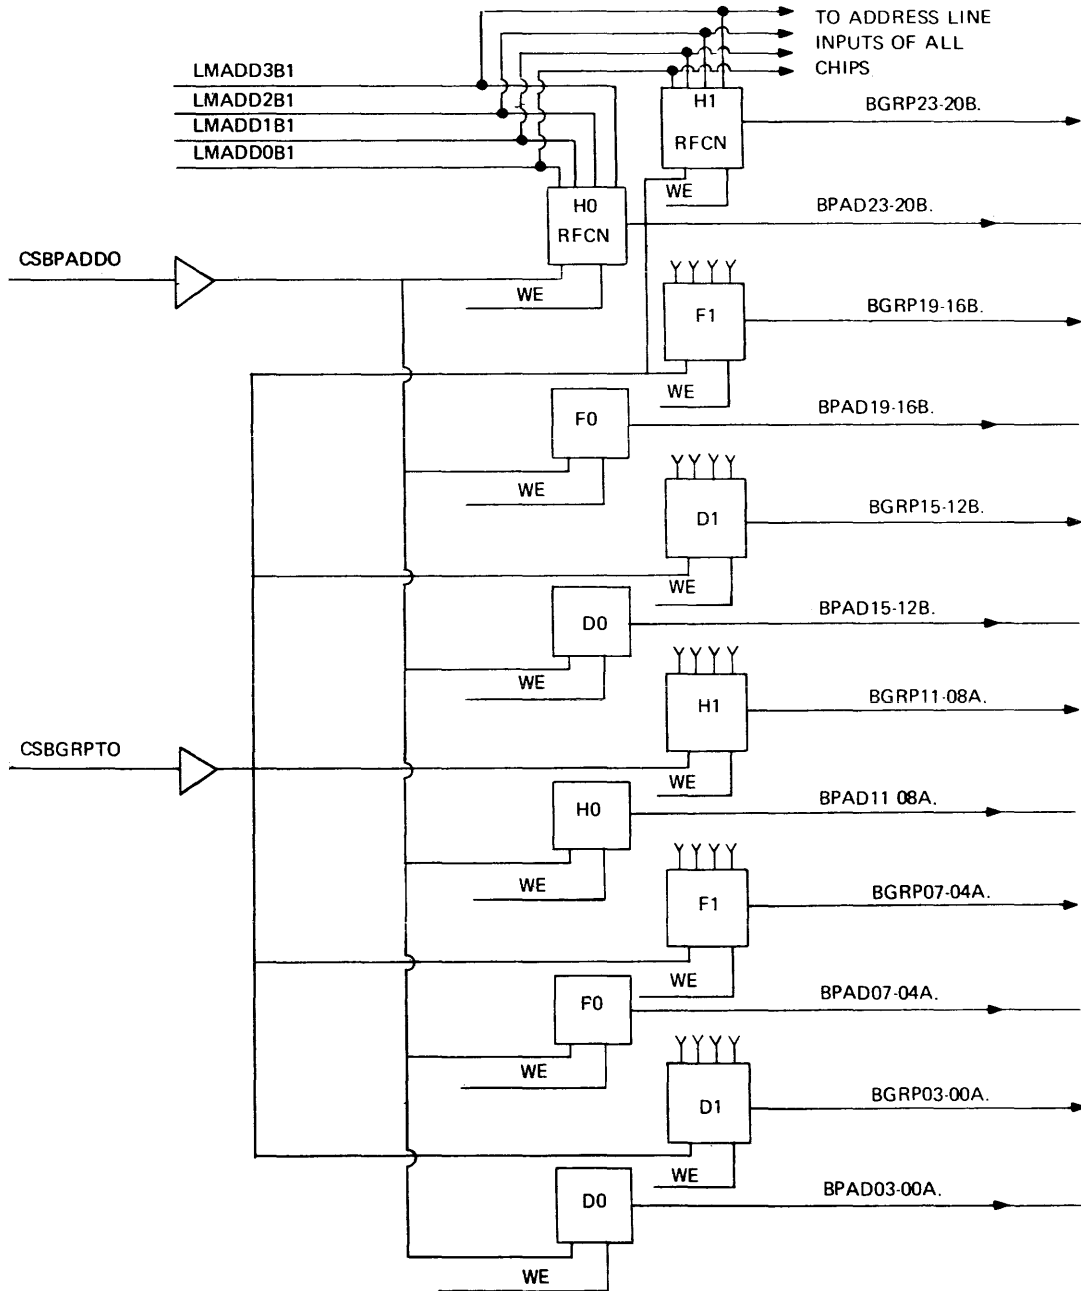 TO ADDRESS LINE
INPUTS OF ALL
CHIPS
LMADD3B1
LMADD2B1
LMADD1B1
LMADD0B1
H1
RFCN
BGRP23-20B.
WE
H0
RFCN
BPAD23-20B.
CSBPADDO
WE
F1
BGRP19-16B.
WE
F0
BPAD19-16B.
WE
D1
BGRP15-12B.
WE
D0
BPAD15-12B.
WE
H1
BGRP11-08A.
CSBGRPTO
WE
H0
BPAD11 08A.
WE
F1
BGRP07-04A.
WE
F0
BPAD07-04A.
WE
D1
BGRP03-00A.
WE
D0
BPAD03-00A.
WE